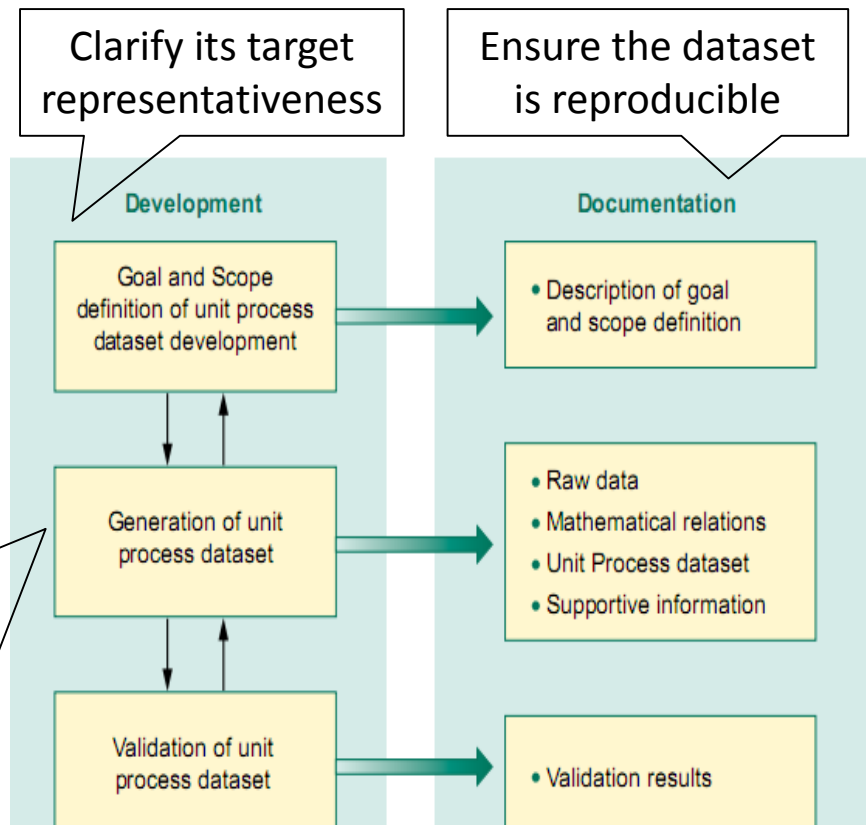 Clarify its target
representativeness
Ensure the dataset
is reproducible
Development
Goal and Scope
definition of unit process
dataset development
Generation of unit
process dataset
Validation of unit
process dataset
Documentation
• Description of goal
and scope definition
• Raw data
• Mathematical relations
• Unit Process dataset
• Supportive information
• Validation results